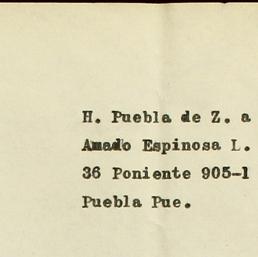 H. Puebla de Z. a
Amado Espinosa L.
36 Poniente 905-1
Puebla Pue.